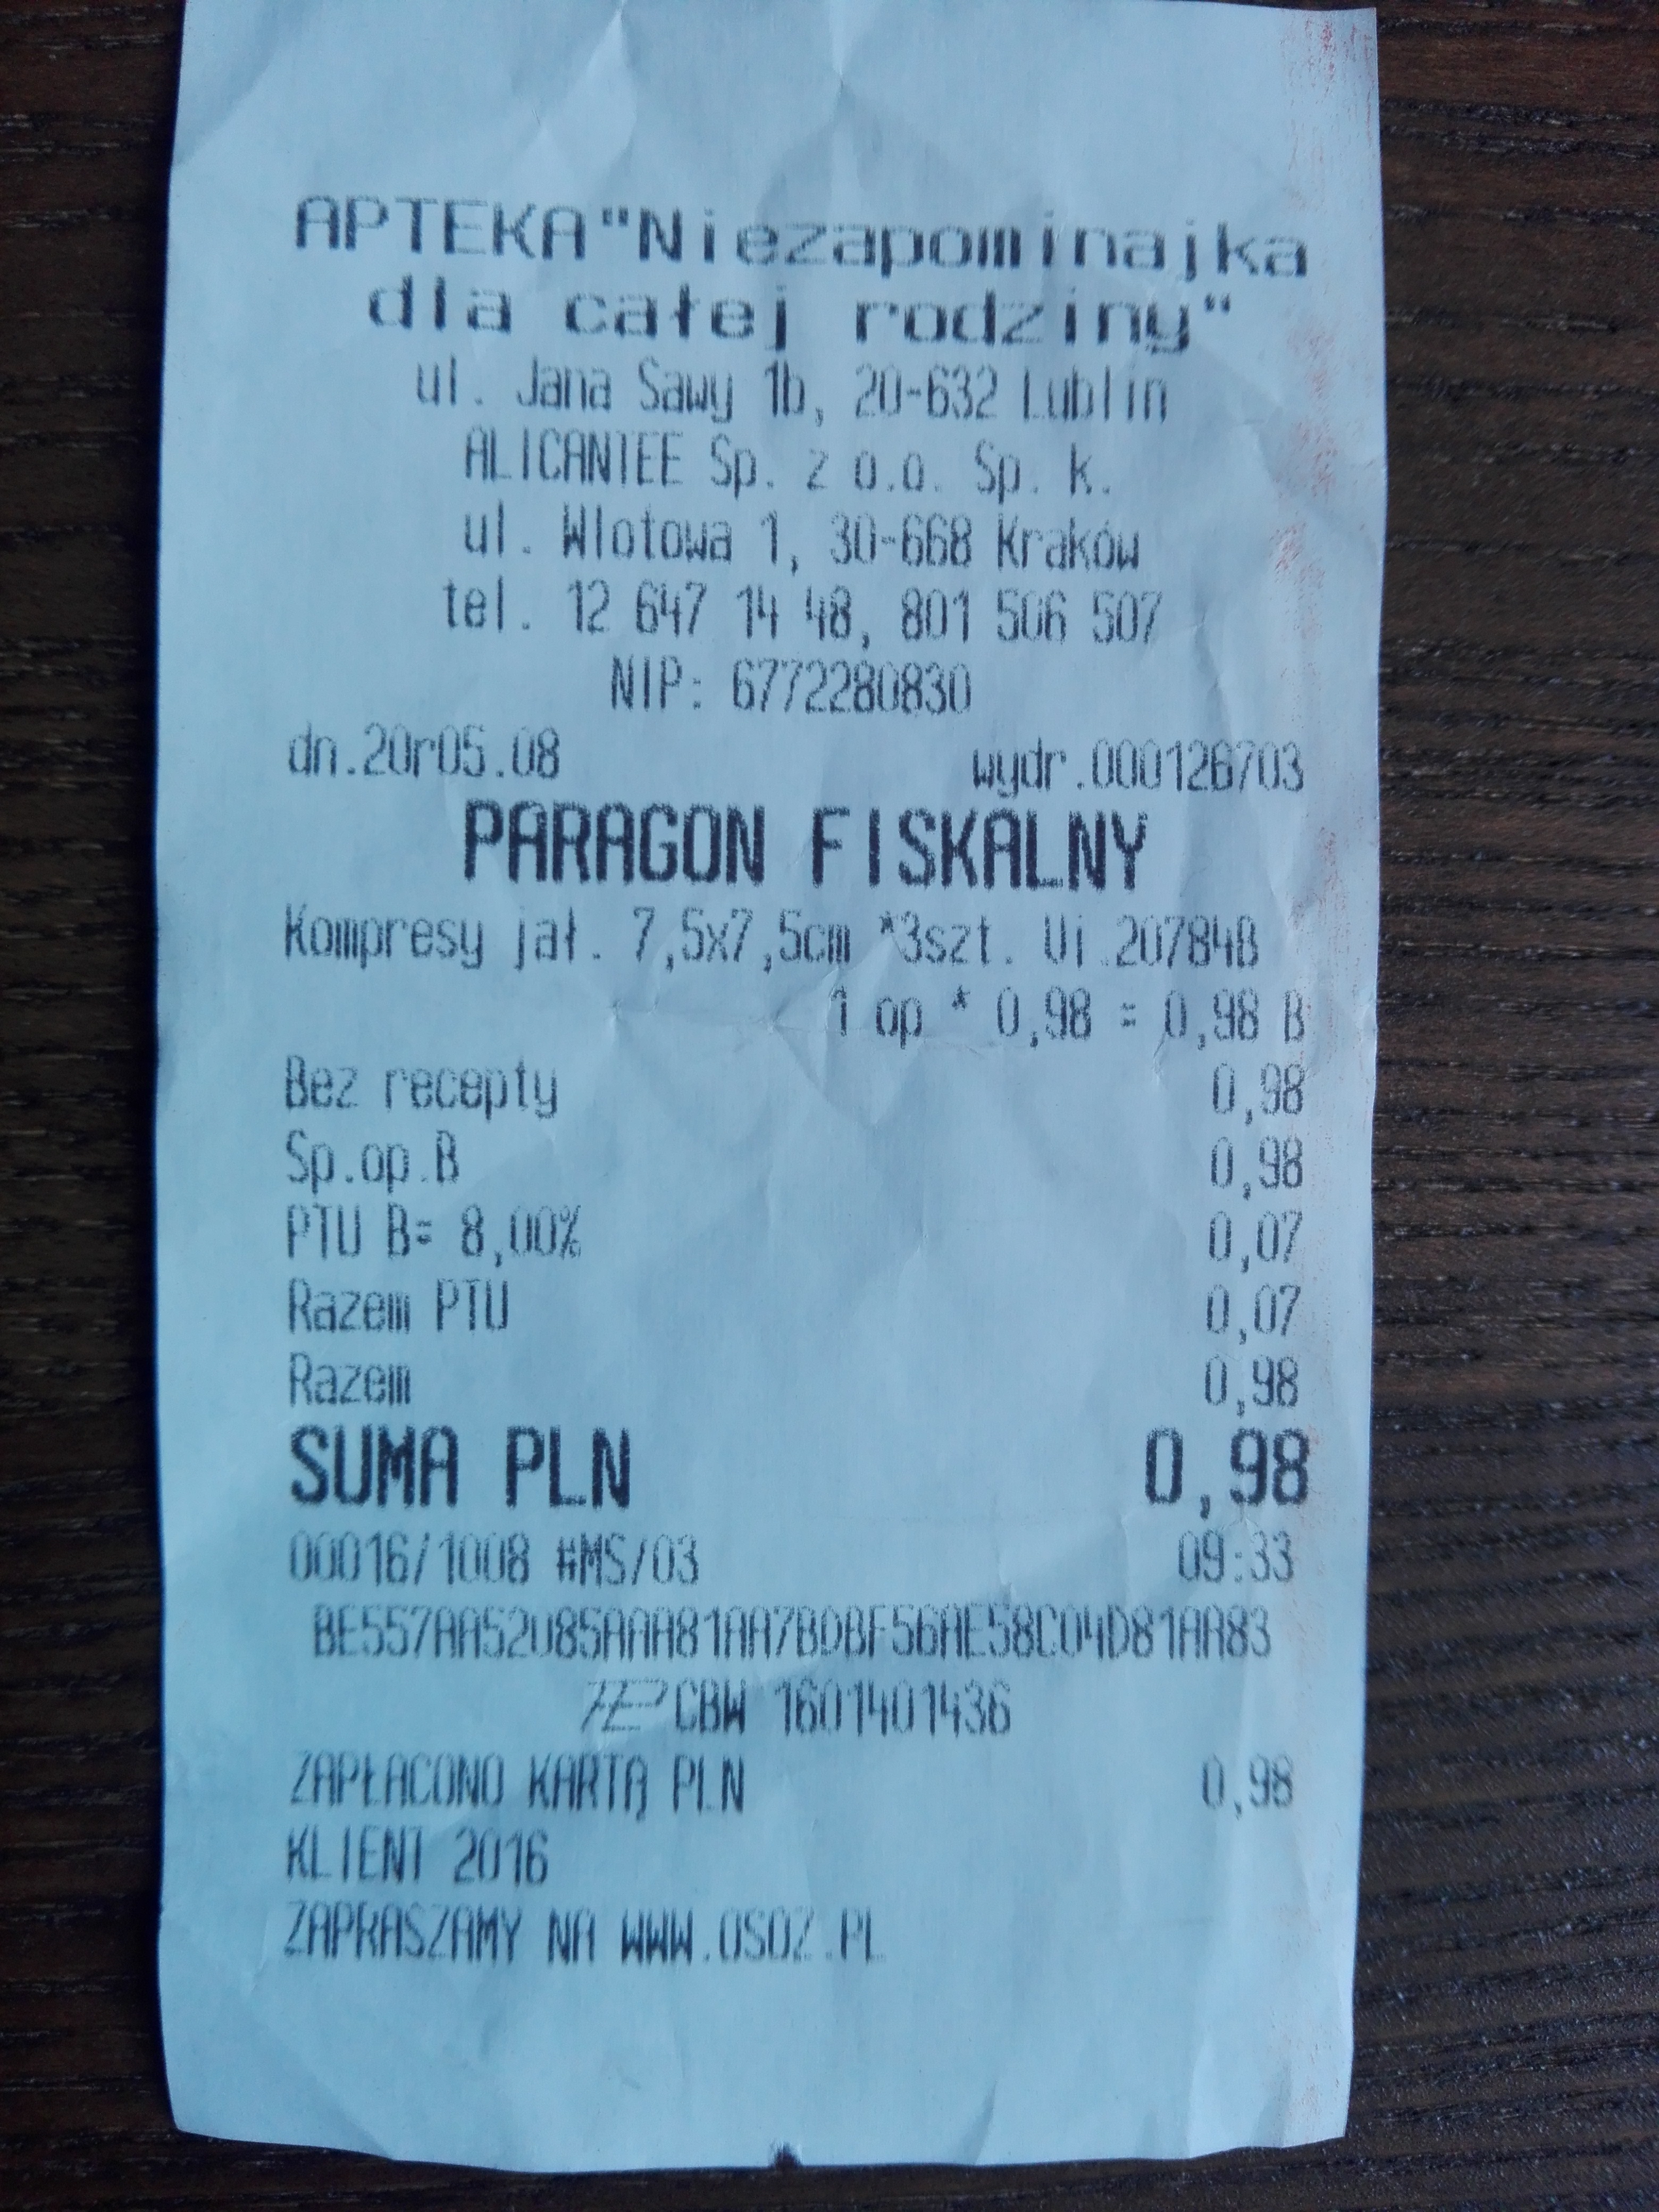 APTEKA"Niezapominajka
dla całej rodziny"
ul. Jana Sawy 1b, 20-632 Lublin
ALICANTEE Sp. z o.o. Sp. k.
ul. Wlotowa 1, 30-668 Kraków
tel. 12 647 14 48, 801 506 507
NIP: 6772280830
dn.20r05.08 wydr.000126703
PARAGON FISKALNY
Kompresy jał. 7,5x7,5cm *3szt. Vi.20784B
1 op * 0,98 = 0,98 B
Bez recepty 0,98
Sp.op.B 0,98
PTU B= 8,00% 0,07
Razem PTU 0,07
Razem 0,98
SUMA PLN 0,98
00016/1008 #MS/03 09:33
CBW 1601401436
ZAPŁACONO KARTĄ PLN 0,98
KLIENT 2016
ZAPRASZAMY NA WWW.OSOZ.PL